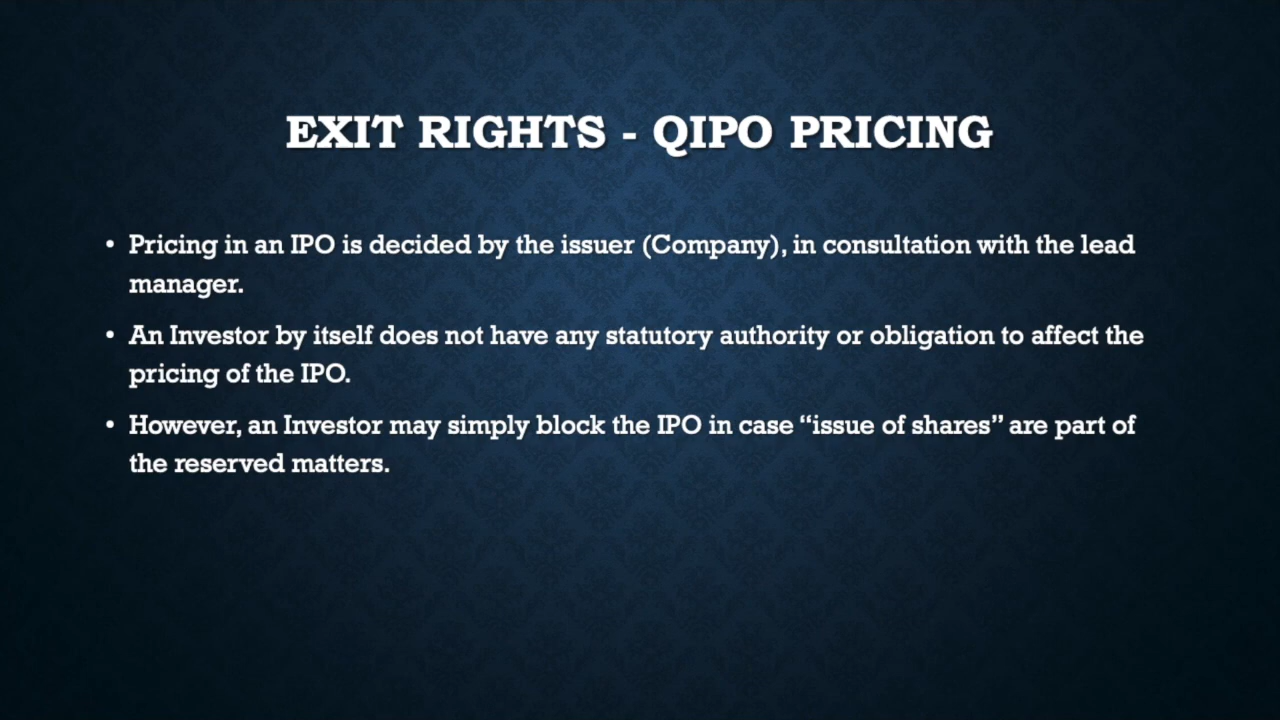 EXIT RIGHTS - QIPO PRICING
• Pricing in an IPO is decided by the issuer (Company), in consultation with the lead
manager.
• An Investor by itself does not have any statutory authority or obligation to affect the
pricing of the IPO.
• However, an Investor may simply block the IPO in case “issue of shares” are part of
the reserved matters.